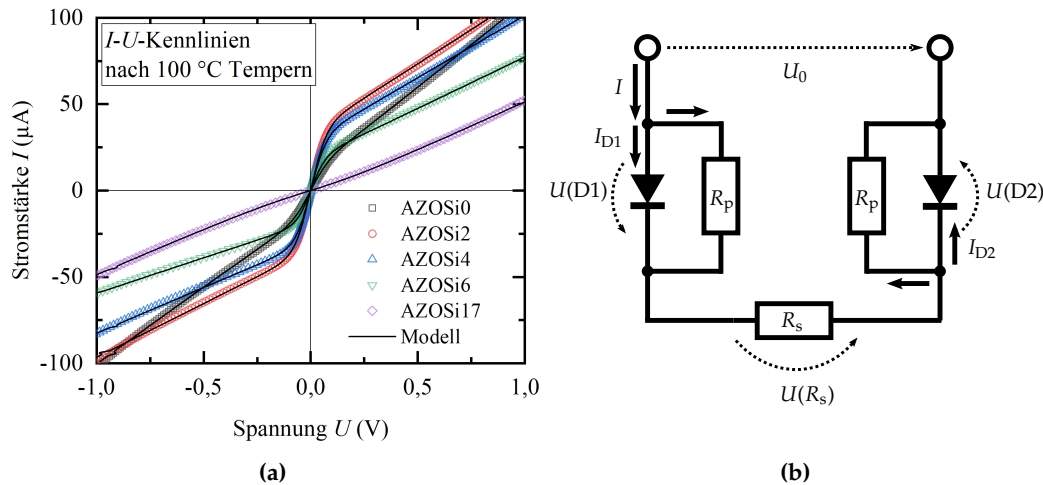 I-U-Kennlinien
nach 100 °C Tempern
100
50
0
-50
-100
Stromstärke I (µA)
AZOSi0
AZOSi2
AZOSi4
AZOSi6
AZOSi17
Modell
-1,0
-0,5
0,0
0,5
1,0
Spannung U (V)
(a)
U0
I
ID1
U(D1)
Rp
Rp
U(D2)
ID2
Rs
U(Rs)
(b)